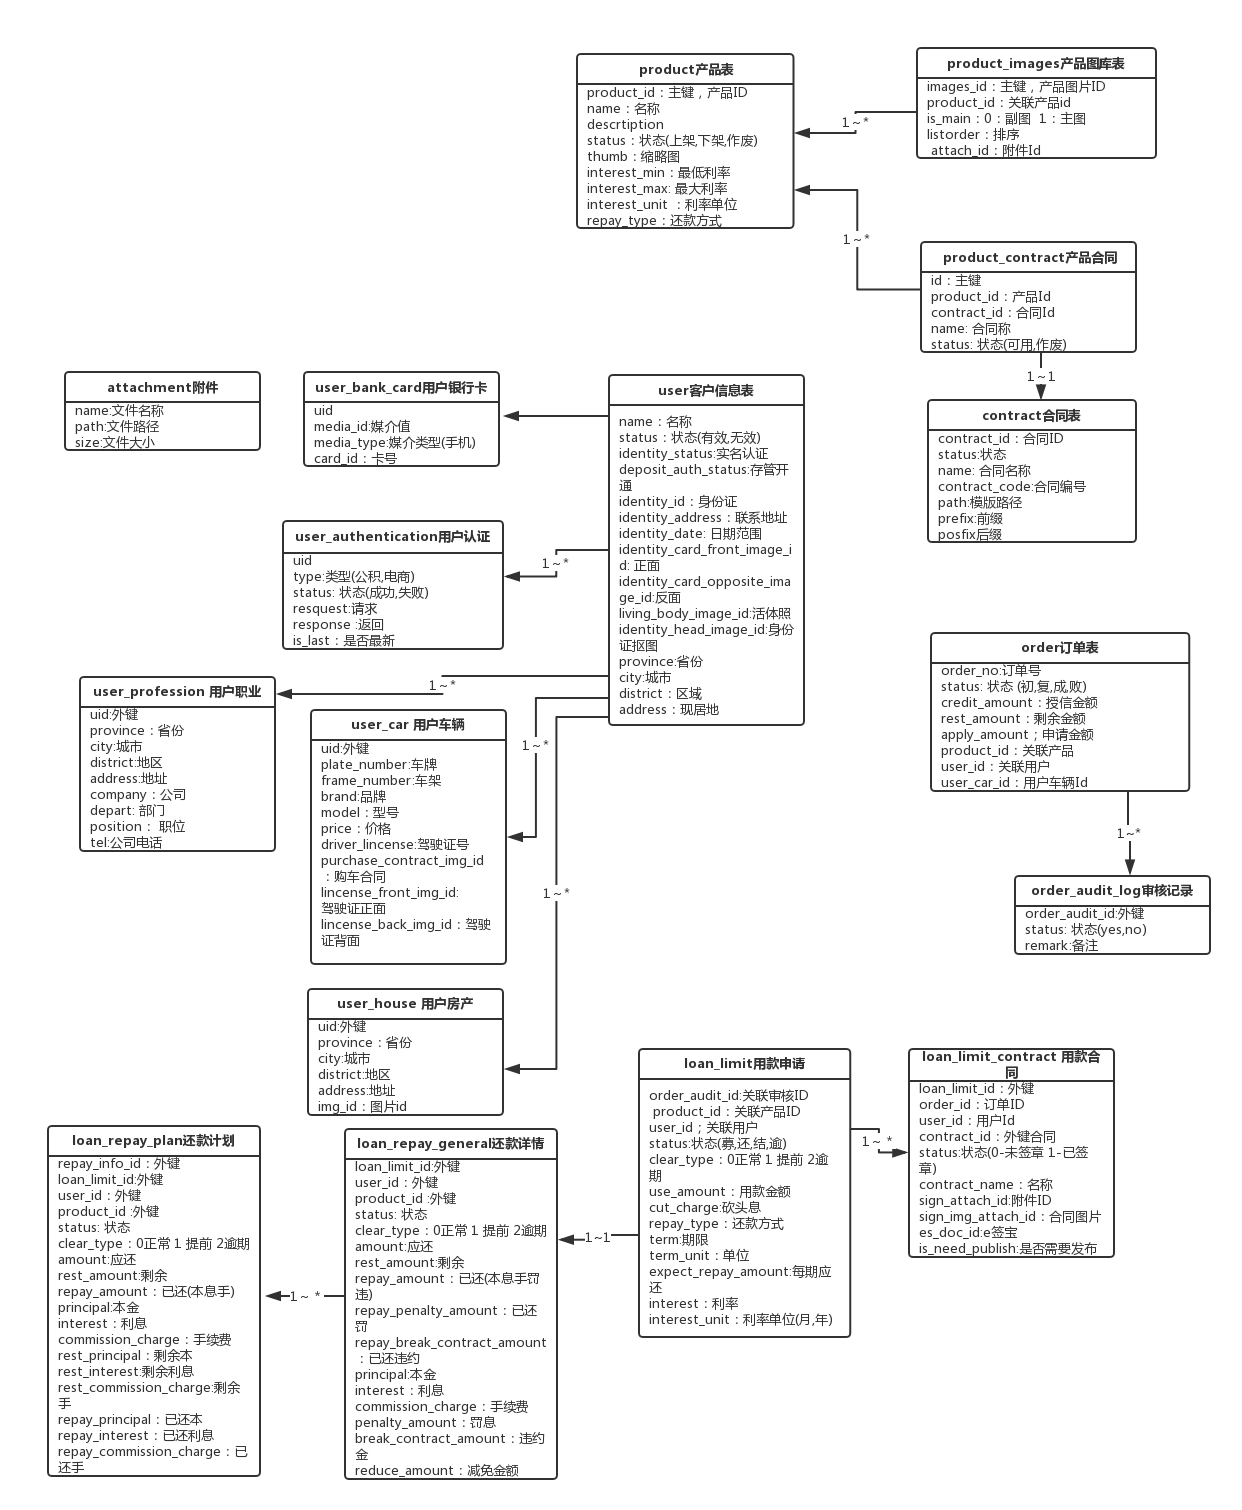 product产品表
product_id：主键，产品ID
name：名称
descrtiption
status：状态(上架,下架,作废)
thumb：缩略图
interest_min：最低利率
interest_max: 最大利率
interest_unit ：利率单位
repay_type：还款方式
product_images产品图库表
images_id：主键，产品图片ID
product_id：关联产品id
is_main：0：副图  1：主图
listorder：排序
attach_id：附件Id
1～*
1～*
product_contract产品合同
id：主键
product_id：产品Id
contract_id：合同Id
name: 合同称
status: 状态(可用,作废)
1～1
contract合同表
contract_id：合同ID
status:状态
name: 合同名称
contract_code:合同编号
path:模版路径
prefix:前缀
posfix后缀
attachment附件
name:文件名称
path:文件路径
size:文件大小
user_bank_card用户银行卡
uid
media_id:媒介值
media_type:媒介类型(手机)
card_id：卡号
user客户信息表
name：名称
status：状态(有效,无效)
identity_status:实名认证
deposit_auth_status:存管开
通
identity_id：身份证
identity_address：联系地址
identity_date: 日期范围
identity_card_front_image_i
d: 正面
identity_card_opposite_ima
ge_id:反面
living_body_image_id:活体照
identity_head_image_id:身份
证抠图
province:省份
city:城市
district：区域
address：现居地
user_authentication用户认证
uid
type:类型(公积,电商)
status: 状态(成功,失败)
resquest:请求
response :返回
is_last：是否最新
1～*
1～*
1～*
1～*
user_profession 用户职业
uid:外键
province：省份
city:城市
district:地区
address:地址
company：公司
depart: 部门
position： 职位
tel:公司电话
user_car 用户车辆
uid:外键
plate_number:车牌
frame_number:车架
brand:品牌
model：型号
price：价格
driver_lincense:驾驶证号
purchase_contract_img_id
：购车合同
lincense_front_img_id:
驾驶证正面
lincense_back_img_id：驾驶
证背面
order订单表
order_no:订单号
status: 状态 (初,复,成,败)
credit_amount：授信金额
rest_amount：剩余金额
apply_amount；申请金额
product_id：关联产品
user_id：关联用户
user_car_id：用户车辆Id
1～*
order_audit_log审核记录
order_audit_id:外键
status: 状态(yes,no)
remark:备注
user_house 用户房产
uid:外键
province：省份
city:城市
district:地区
address:地址
img_id：图片id
loan_limit用款申请
order_audit_id:关联审核ID
product_id：关联产品ID
user_id；关联用户
status:状态(募,还,结,逾)
clear_type：0正常 1 提前 2逾
期
use_amount：用款金额
cut_charge:砍头息
repay_type：还款方式
term:期限
term_unit：单位
expect_repay_amount:每期应
还
interest：利率
interest_unit：利率单位(月,年)
1～ *
loan_limit_contract 用款合
同
loan_limit_id：外键
order_id：订单ID
user_id：用户Id
contract_id：外键合同
status:状态(0-未签章 1-已签
章)
contract_name：名称
sign_attach_id:附件ID
sign_img_attach_id：合同图片
es_doc_id:e签宝
is_need_publish:是否需要发布
loan_repay_plan还款计划
repay_info_id：外键
loan_limit_id:外键
user_id：外键
product_id :外键
status: 状态
clear_type：0正常 1 提前 2逾期
amount:应还
rest_amount:剩余
repay_amount：已还(本息手)
principal:本金
interest：利息
commission_charge：手续费
rest_principal：剩余本
rest_interest:剩余利息
rest_commission_charge:剩余
手
repay_principal：已还本
repay_interest：已还利息
repay_commission_charge：已
还手
1～ *
loan_repay_general还款详情
loan_limit_id:外键
user_id：外键
product_id :外键
status: 状态
clear_type：0正常 1 提前 2逾期
amount:应还
rest_amount:剩余
repay_amount：已还(本息手罚
违)
repay_penalty_amount：已还
罚
repay_break_contract_amount
：已还违约
principal:本金
interest：利息
commission_charge：手续费
penalty_amount：罚息
break_contract_amount：违约
金
reduce_amount：减免金额
1~1